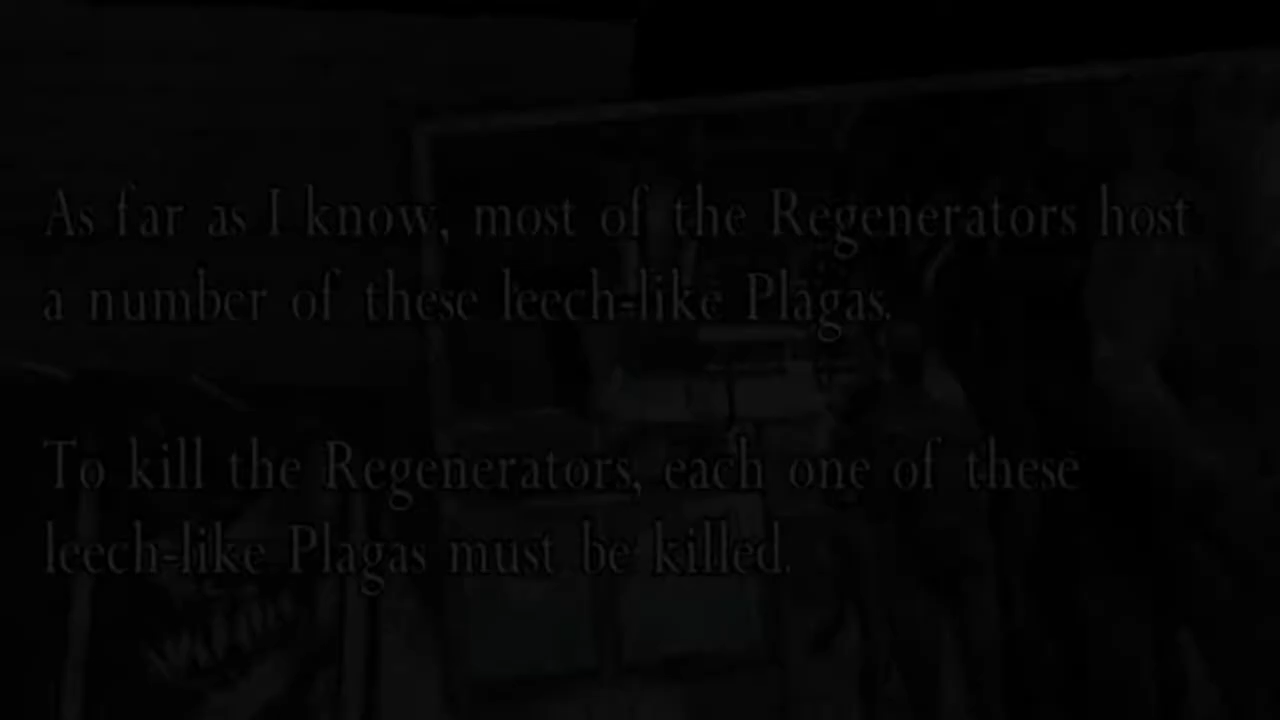 As far as I know, most of the Regenerators host
a number of these leech-like Plagas.
To kill the Regenerators, each one of these
leech-like Plagas must be killed.